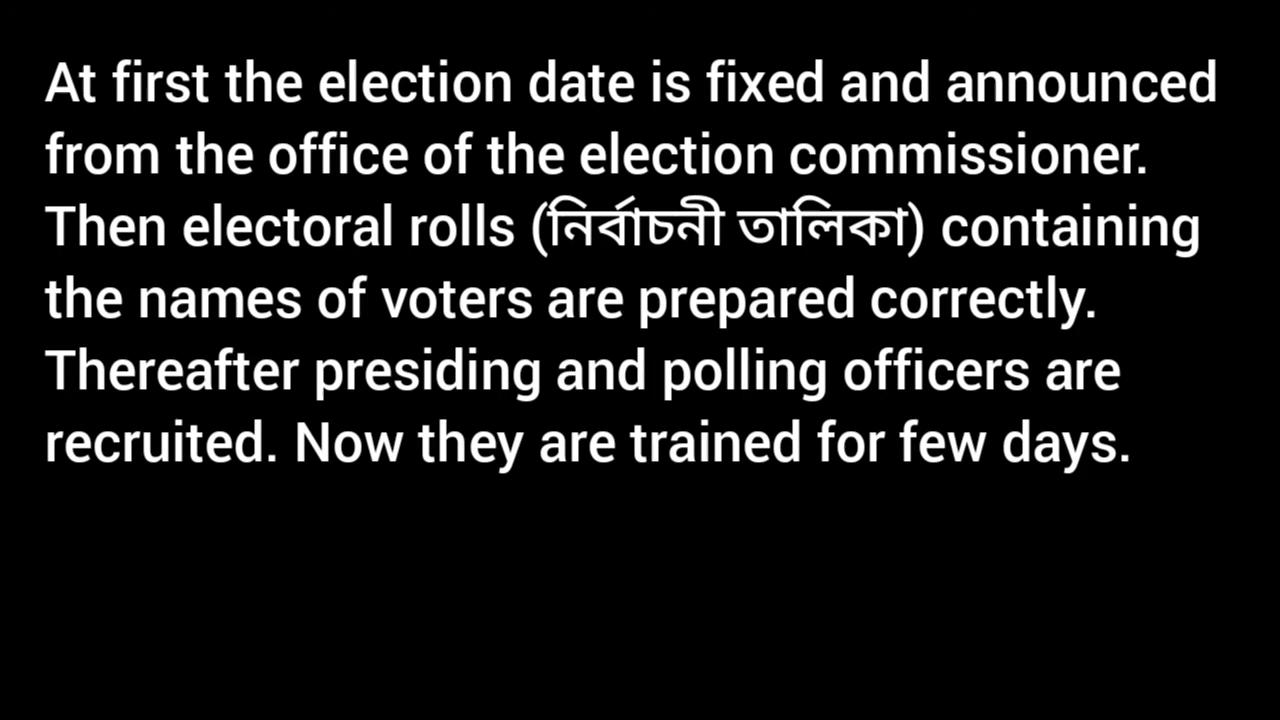 At first the election date is fixed and announced
from the office of the election commissioner.
Then electoral rolls (নির্বাচনী তালিকা) containing
the names of voters are prepared correctly.
Thereafter presiding and polling officers are
recruited. Now they are trained for few days.